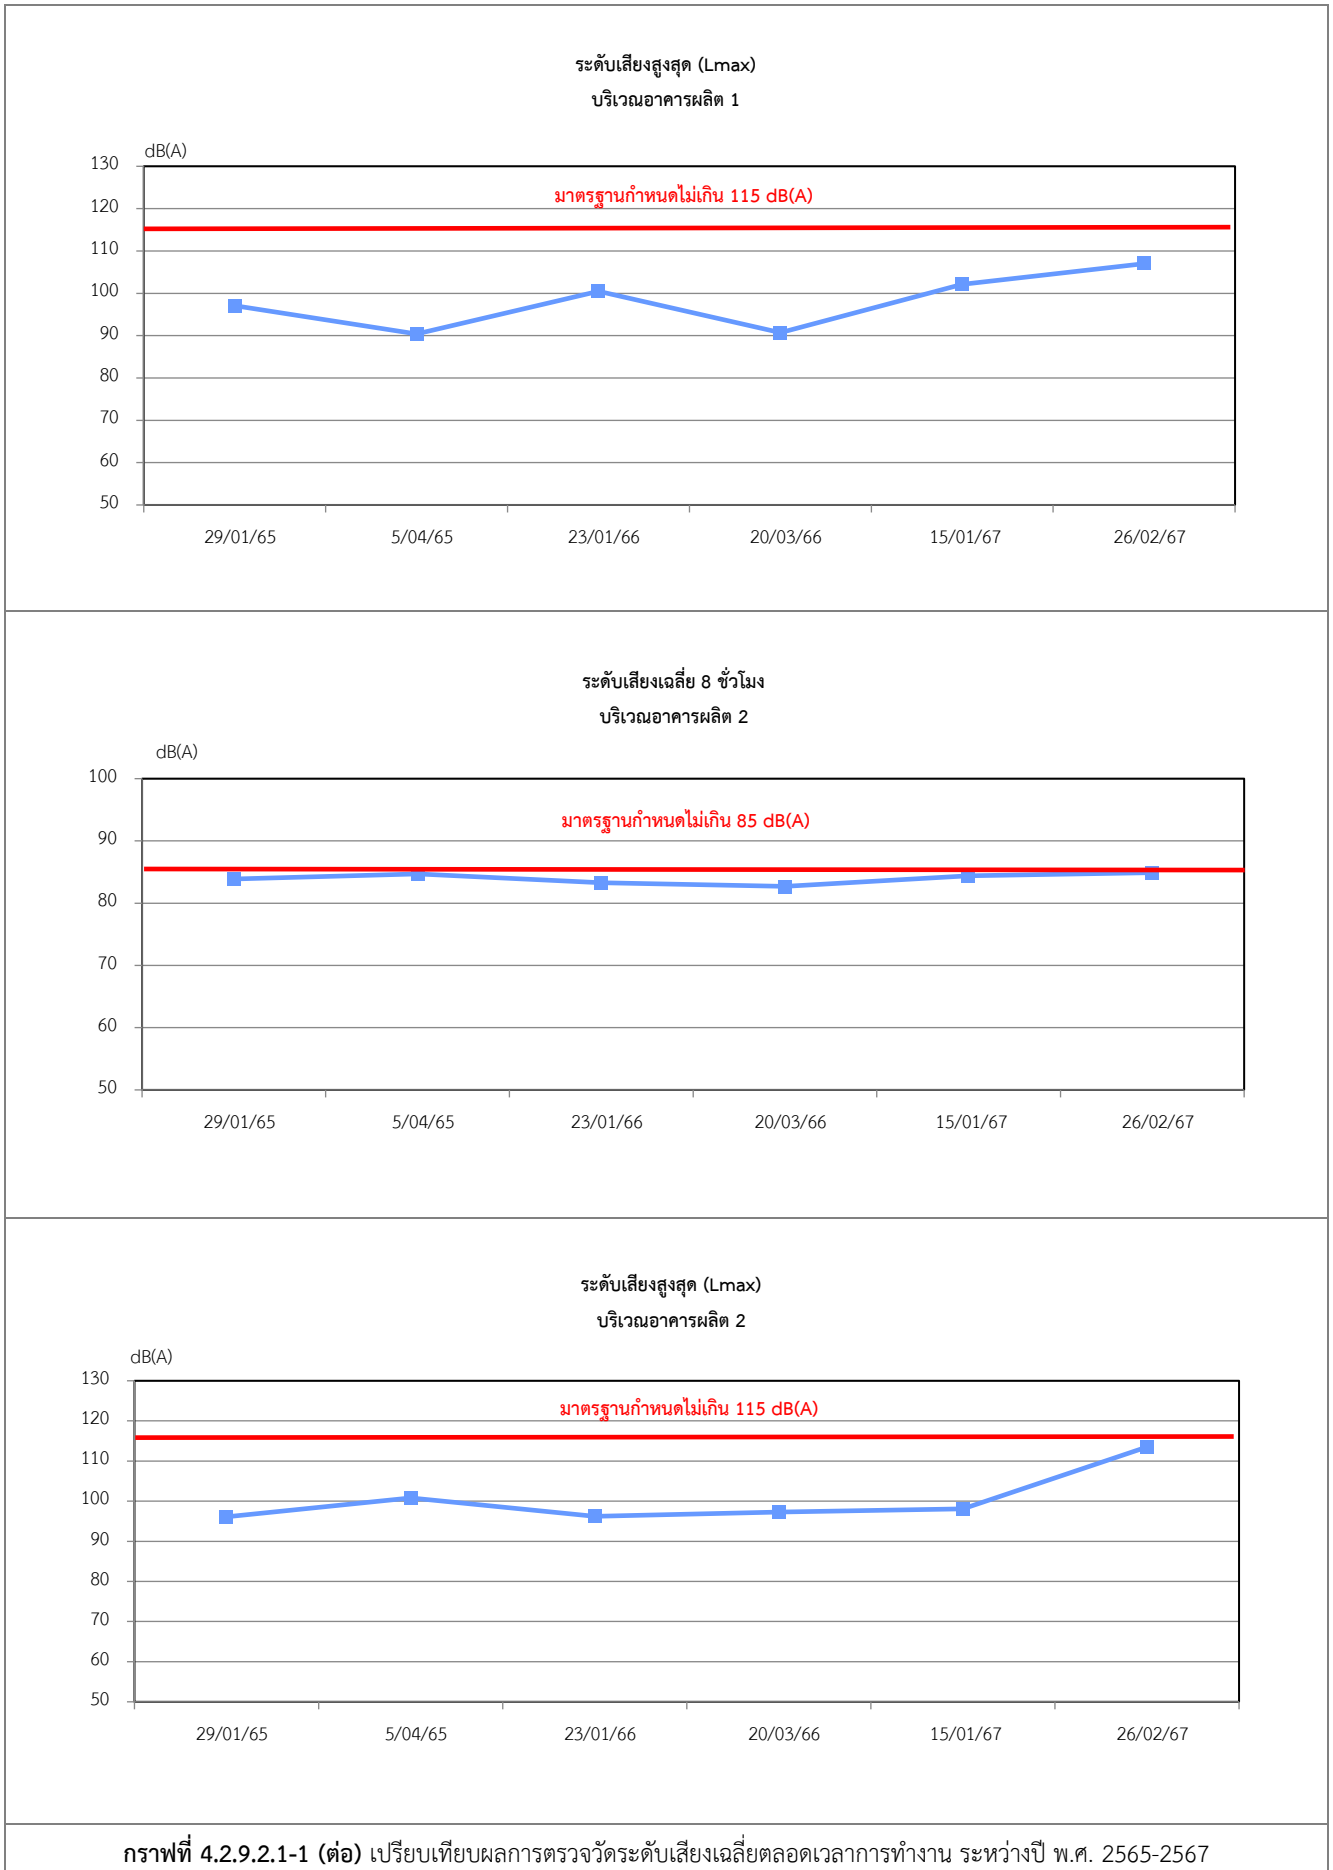 ระดับเสียงสูงสุด (Lmax)
บริเวณอาคารผลิต 1
dB(A)
130
มาตรฐานกำหนดไม่เกิน 115 dB(A)
120
110
100
90
80
70
60
50
29/01/65 5/04/65 23/01/66 20/03/66 15/01/67 26/02/67
ระดับเสียงเฉลี่ย 8 ชั่วโมง
บริเวณอาคารผลิต 2
dB(A)
100
มาตรฐานกำหนดไม่เกิน 85 dB(A)
90
80
70
60
50
29/01/65 5/04/65 23/01/66 20/03/66 15/01/67 26/02/67
ระดับเสียงสูงสุด (Lmax)
บริเวณอาคารผลิต 2
dB(A)
130
มาตรฐานกำหนดไม่เกิน 115 dB(A)
120
110
100
90
80
70
60
50
29/01/65 5/04/65 23/01/66 20/03/66 15/01/67 26/02/67
กราฟที่ 4.2.9.2.1-1 (ต่อ) เปรียบเทียบผลการตรวจวัดระดับเสียงเฉลี่ยตลอดเวลาการทำงาน ระหว่างปี พ.ศ. 2565-2567